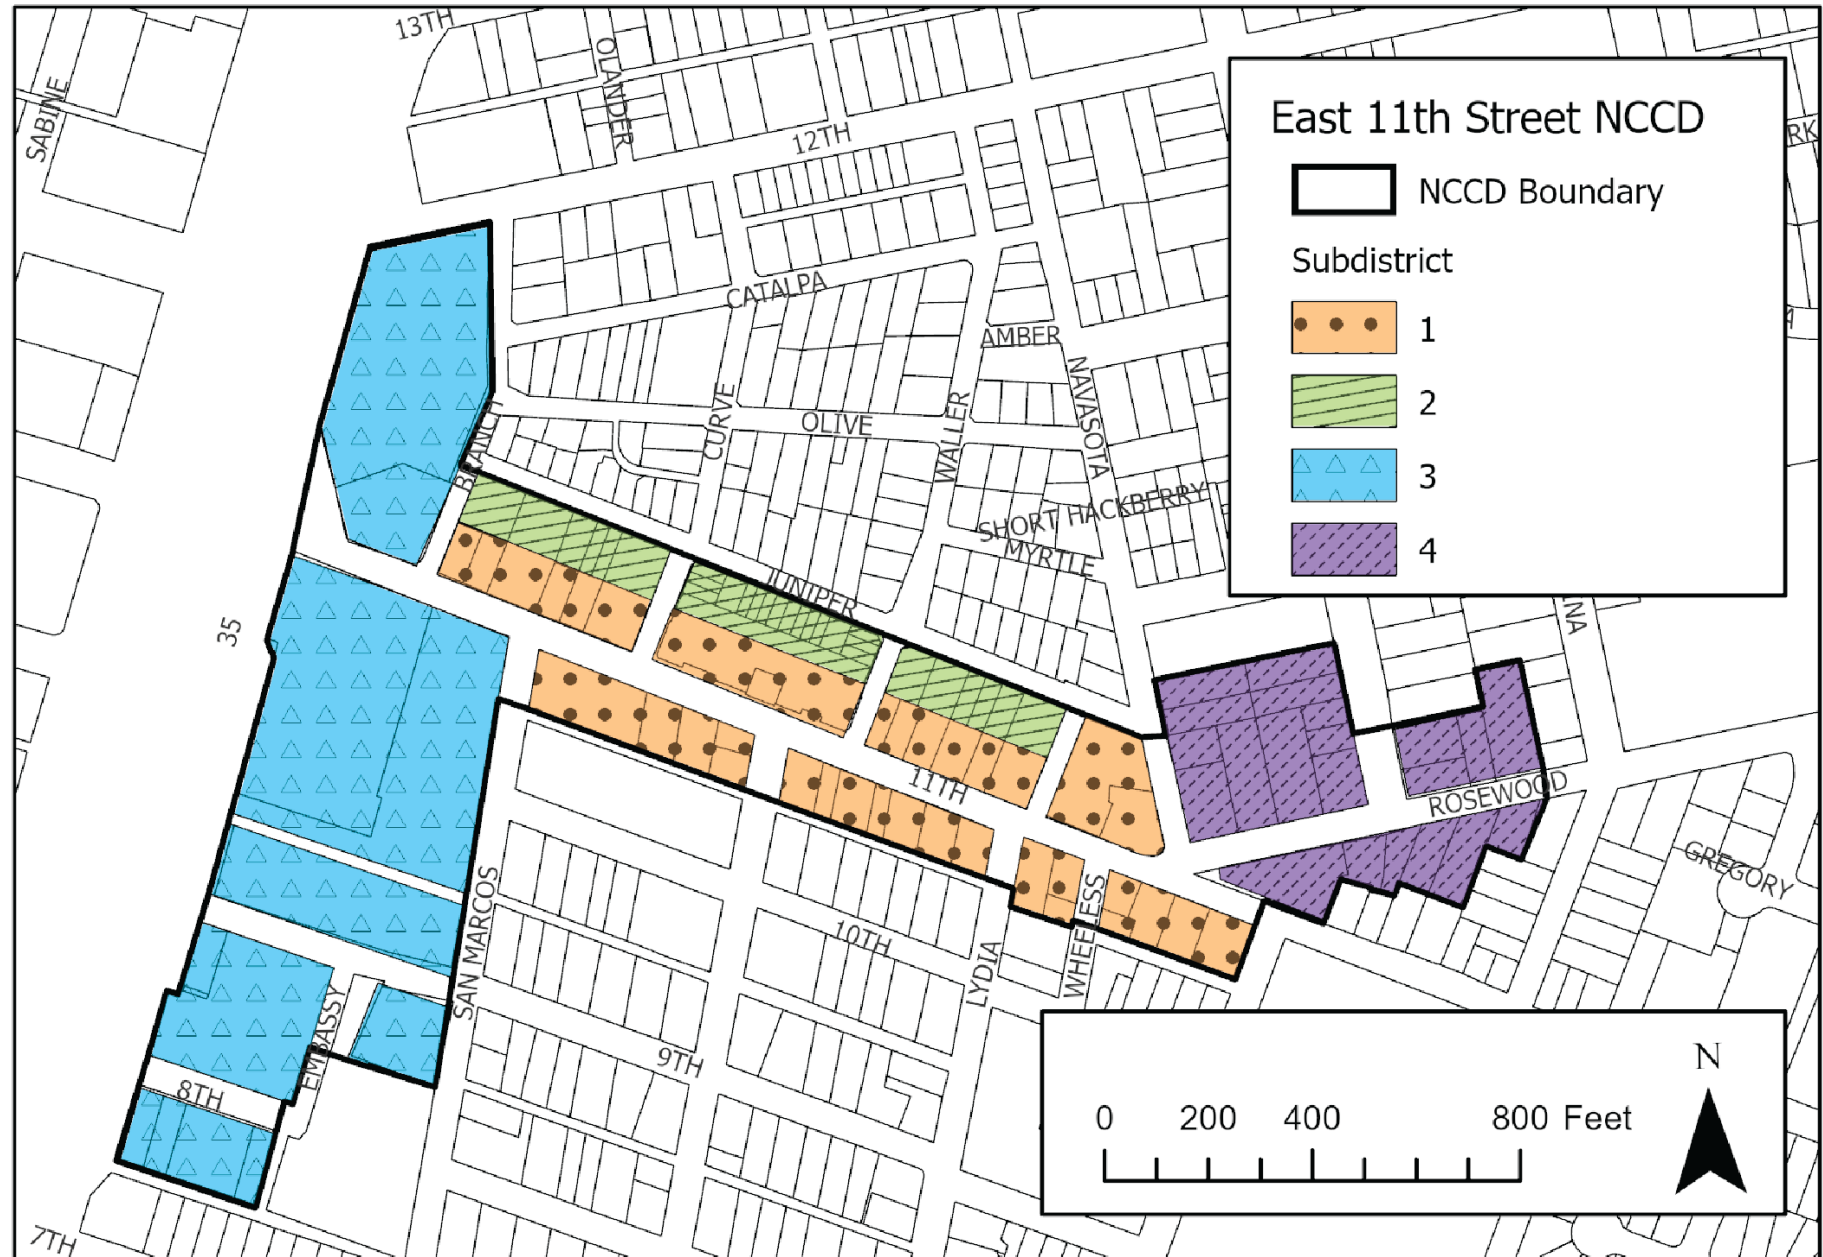 13TH
OLANDER
SABINE
12TH
East 11th Street NCCD
RK
NCCD Boundary
Subdistrict
CATALPA
1
AMBER
2
NAVASOTA
CURVE
OLIVE
WALLER
BRANCH
3
SHORT HACKBERRY
MYRTLE
4
JUNIPER
ENA
35
11TH
ROSEWOOD
GREGORY
SAN MARCOS
WHEELESS
10TH
LYDIA
EMBASSY
9TH
8TH
N
0 200 400 800 Feet
7TH